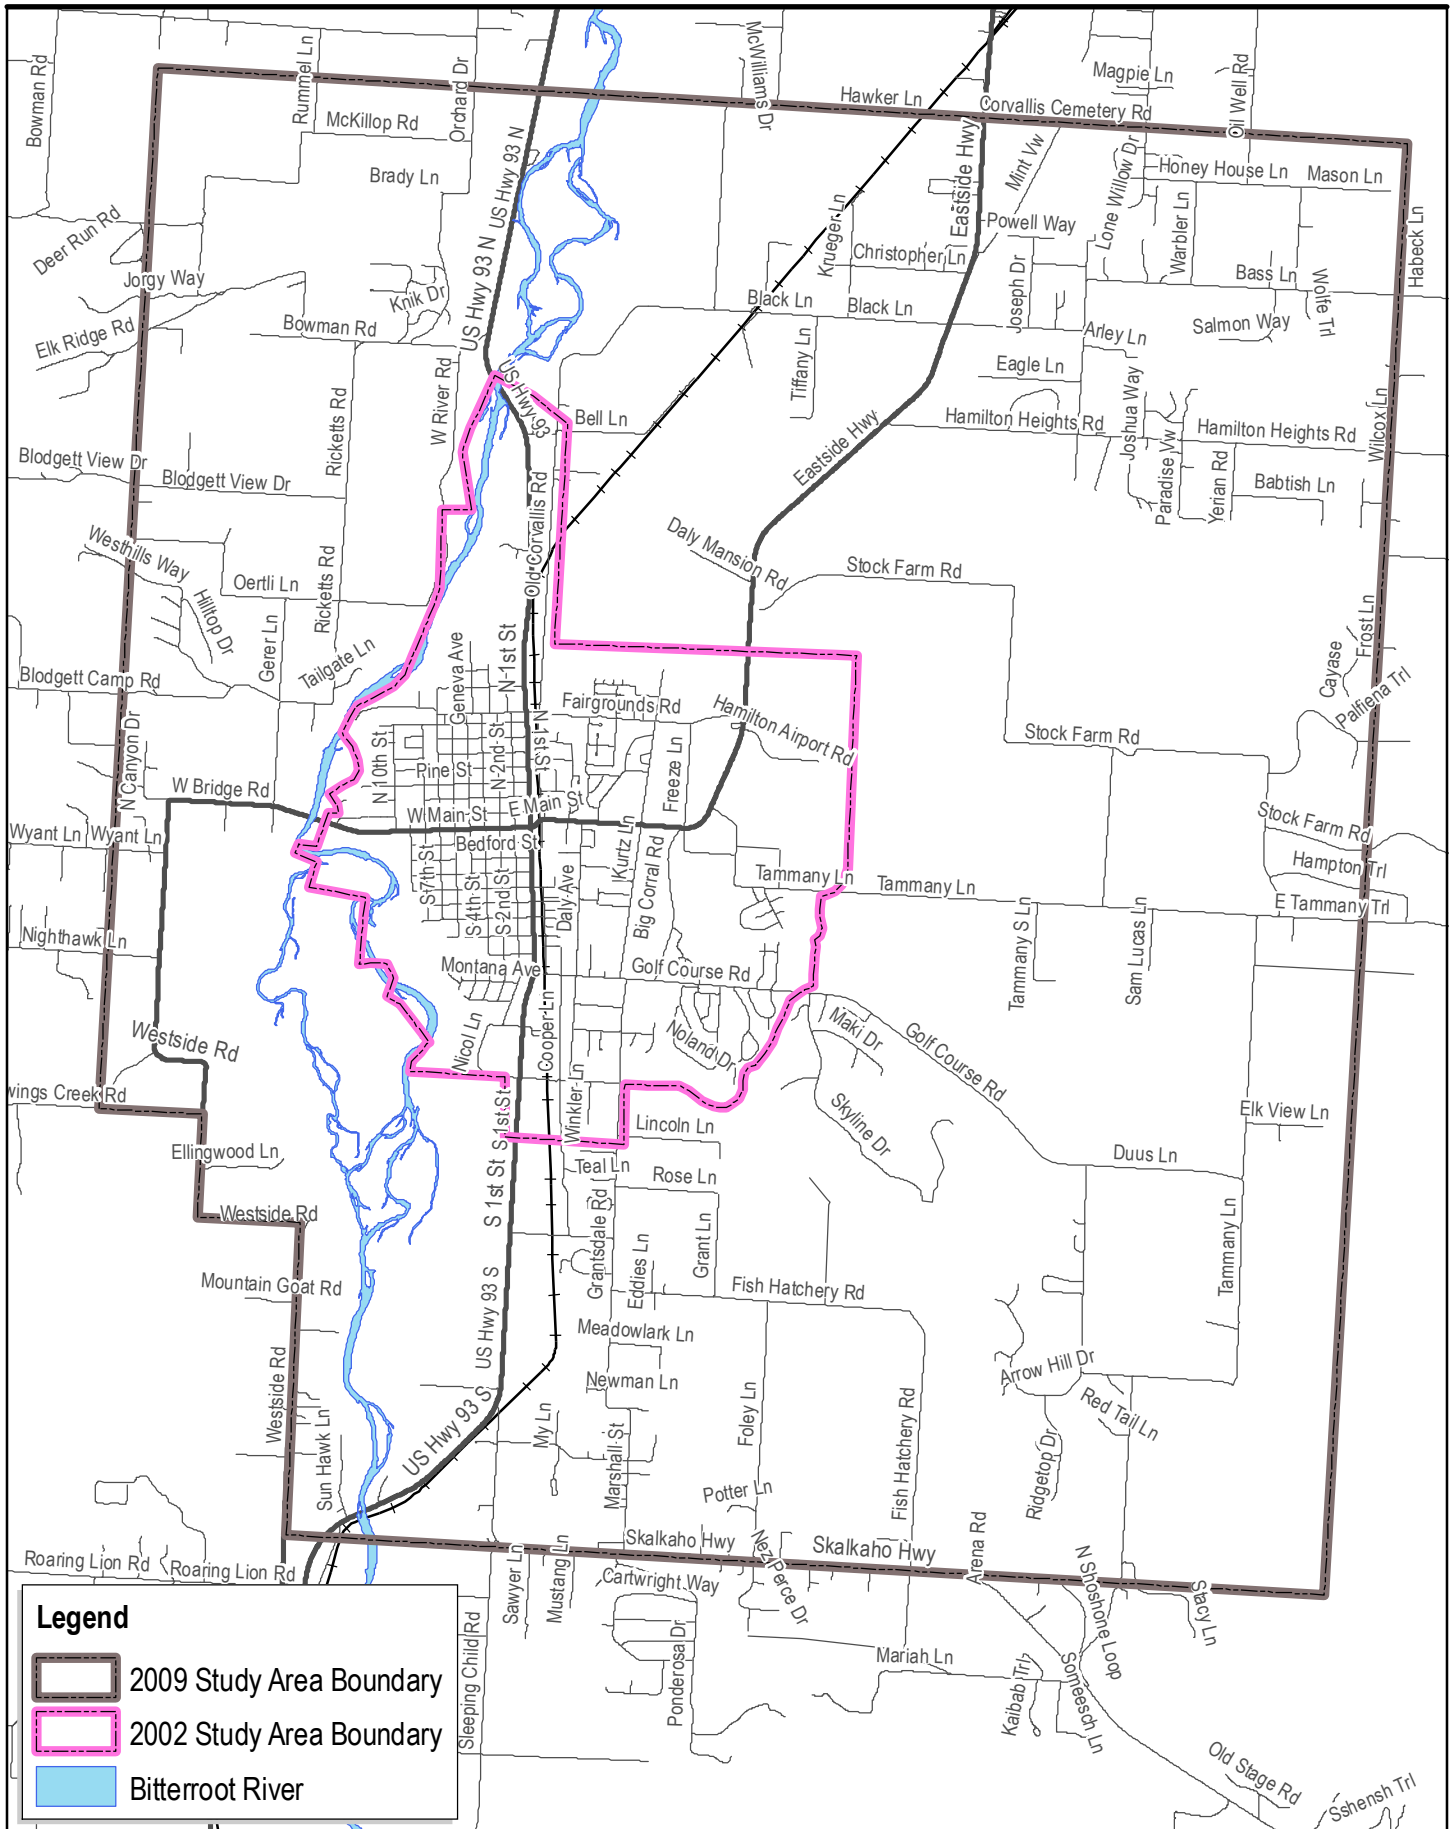 Bowman Rd
Rummel Ln
Orchard Dr
McKillop Rd
Brady Ln
US Hwy 93 N
US Hwy 93 N
McWilliams Dr
Hawker Ln
Corvallis Cemetery Rd
Magpie Ln
Oil Well Rd
Eastside Hwy
Mint Vw
Lone Willow Dr
Honey House Ln
Mason Ln
Habeck Ln
Deer Run Rd
Jorgy Way
Elk Ridge Rd
Knik Dr
Bowman Rd
Krueger Ln
Christopher Ln
Powell Way
Joseph Dr
Warbler Ln
Bass Ln
Wolfe Trl
Salmon Way
Black Ln
Black Ln
Arley Ln
Tiffany Ln
Eagle Ln
Joshua Way
US Hwy 93
W River Rd
Bell Ln
Ricketts Rd
Hamilton Heights Rd
Hamilton Heights Rd
Wilcox Ln
Paradise Vw
Yerian Rd
Babtish Ln
Eastside Hwy
Blodgett View Dr
Blodgett View Dr
Old Corvallis Rd
Daly Mansion Rd
Stock Farm Rd
Westhills Way
Oertli Ln
Ricketts Rd
Hilltop Dr
Gerer Ln
Tailgate Ln
Blodgett Camp Rd
Geneva Ave
N 1st St
N 1st St
N 2nd St
N 10th St
Pine St
Fairgrounds Rd
Hamilton Airport Rd
Freeze Ln
Frost Ln
Cayase
Palfiena Trl
Stock Farm Rd
N Canyon Dr
W Bridge Rd
W Main St
E Main St
Bedford St
Wyant Ln
Wyant Ln
Stock Farm Rd
Hampton Trl
E Tammany Trl
Kurtz Ln
Big Corral Rd
Tammany Ln
Tammany Ln
S 7th St
S 4th St
S 2nd St
Daly Ave
Nighthawk Ln
Montana Ave
Golf Course Rd
Tammany S Ln
Sam Lucas Ln
Westside Rd
Nicol Ln
Cooper Ln
Noland Dr
Maki Dr
Golf Course Rd
wings Creek Rd
S 1st St
Winkler Ln
Lincoln Ln
Skyline Dr
Elk View Ln
Ellingwood Ln
Teal Ln
Rose Ln
Duus Ln
S 1st St
Westside Rd
Grantsdale Rd
Grant Ln
Eddies Ln
Tammany Ln
Mountain Goat Rd
Fish Hatchery Rd
US Hwy 93 S
Meadowlark Ln
Newman Ln
Arrow Hill Dr
Red Tail Ln
Westside Rd
Sun Hawk Ln
US Hwy 93 S
My Ln
Marshall St
Foley Ln
Fish Hatchery Rd
Ridgetop Dr
Potter Ln
Skalkaho Hwy
Skalkaho Hwy
Arena Rd
Roaring Lion Rd
Roaring Lion Rd
Sawyer Ln
Mustang Ln
Cartwright Way
Nez Perce Dr
N Shoshone Loop
Stacy Ln
Sleeping Child Rd
Ponderosa Dr
Mariah Ln
Kaibab Trl
Someesch Ln
Old Stage Rd
Sshensh Trl
Legend
2009 Study Area Boundary
2002 Study Area Boundary
Bitterroot River